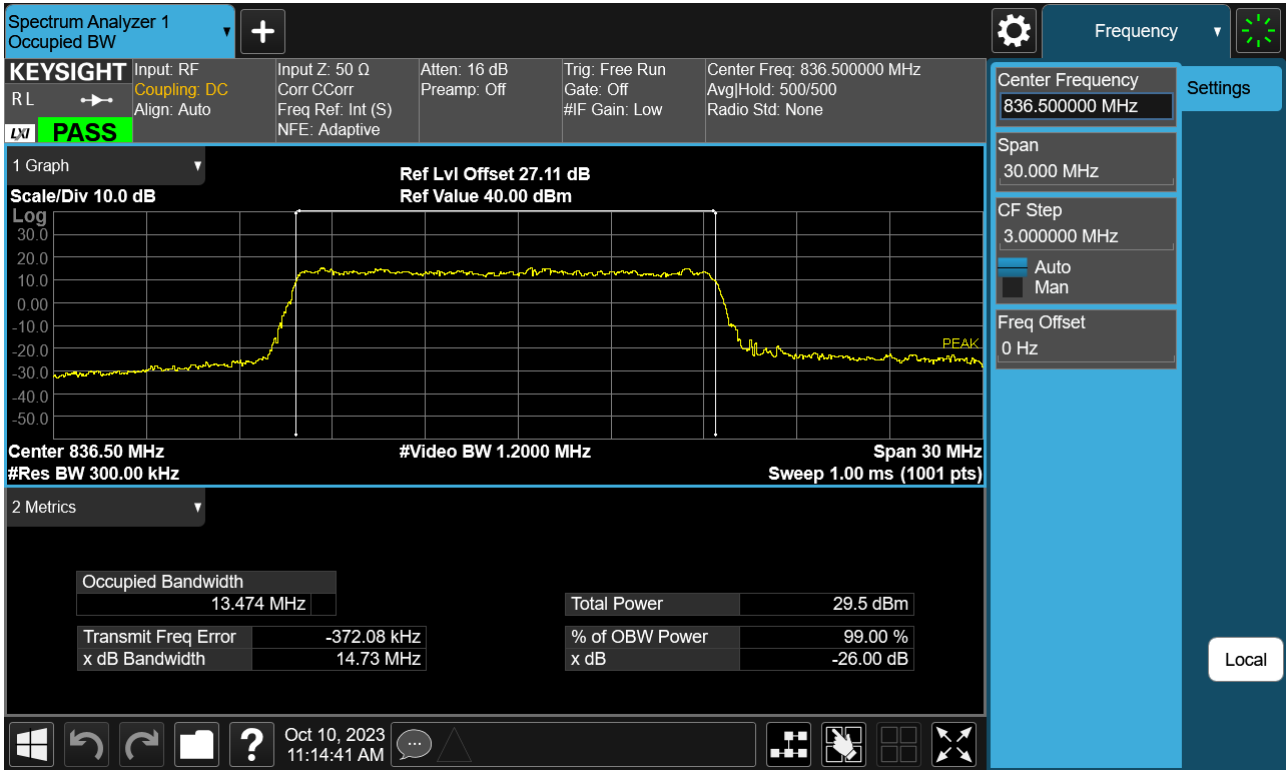 Spectrum Analyzer 1
Occupied BW
Frequency
KEYSIGHT
R L
LXI
PASS
Input: RF
Coupling: DC
Align: Auto
Input Z: 50 Ω
Corr CCorr
Freq Ref: Int (S)
NFE: Adaptive
Atten: 16 dB
Preamp: Off
Trig: Free Run
Gate: Off
#IF Gain: Low
Center Freq: 836.500000 MHz
Avg|Hold: 500/500
Radio Std: None
Center Frequency
836.500000 MHz
Settings
Span
30.000 MHz
CF Step
3.000000 MHz
Auto
Man
Freq Offset
0 Hz
Local
1 Graph
Scale/Div 10.0 dB
Ref Lvl Offset 27.11 dB
Ref Value 40.00 dBm
Log
30.0
20.0
10.0
0.00
-10.0
-20.0
-30.0
-40.0
-50.0
PEAK
Center 836.50 MHz
#Video BW 1.2000 MHz
Span 30 MHz
#Res BW 300.00 kHz
Sweep 1.00 ms (1001 pts)
2 Metrics
Occupied Bandwidth
13.474 MHz
Total Power 29.5 dBm
Transmit Freq Error -372.08 kHz
% of OBW Power 99.00 %
x dB Bandwidth 14.73 MHz
x dB -26.00 dB
?
Oct 10, 2023
11:14:41 AM